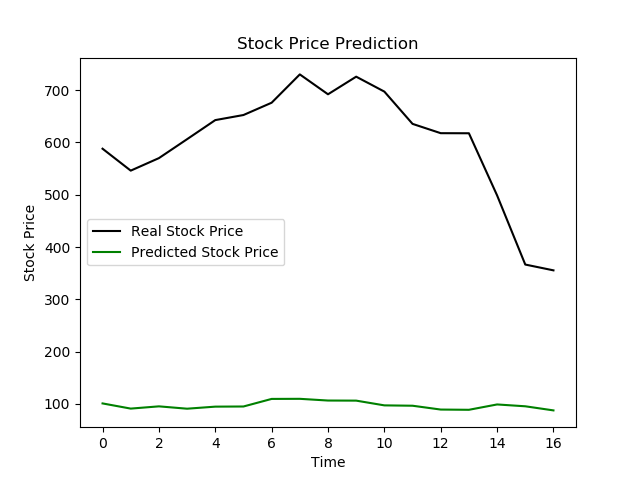 Stock Price Prediction
700
600
500
400
300
200
100
Stock Price
Real Stock Price
Predicted Stock Price
0 2 4 6 8 10 12 14 16
Time